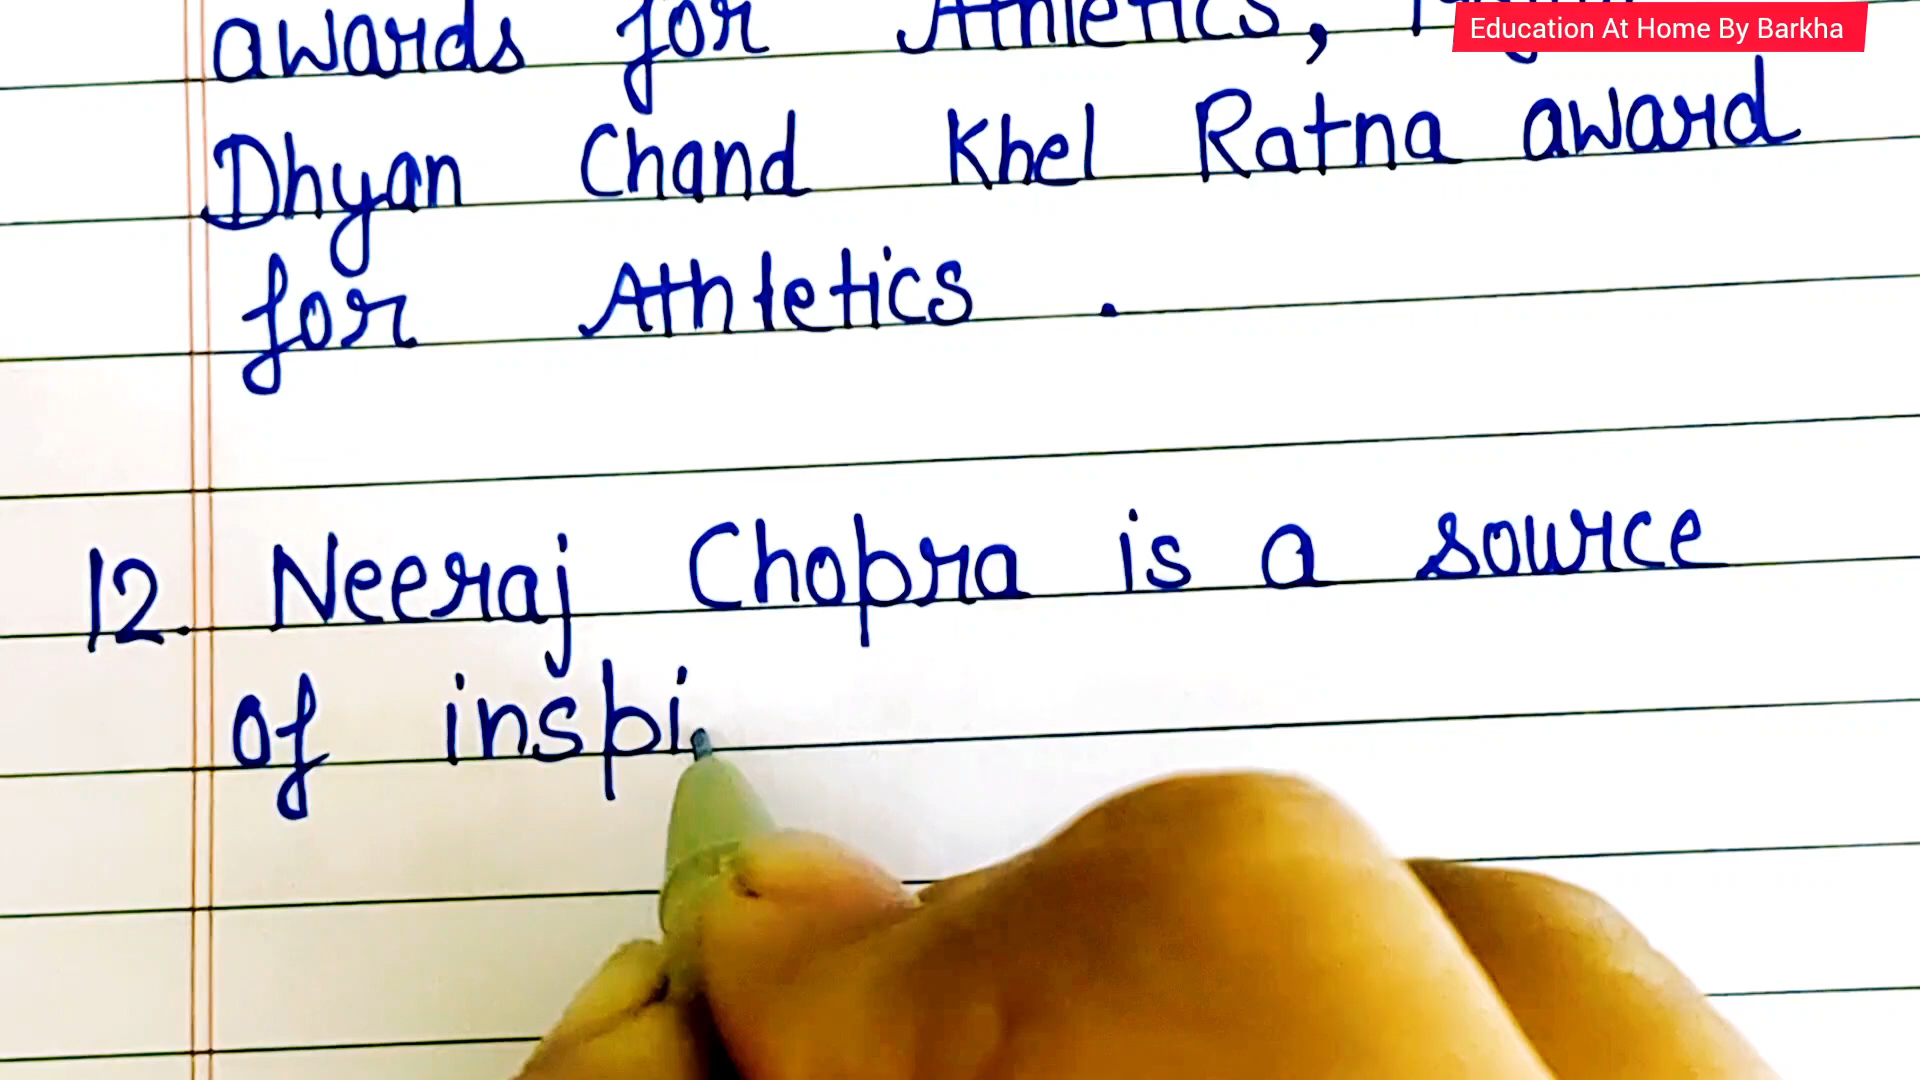 Education At Home By Barkha
awards for Athletics,
Dhyan Chand Khel Ratna award
for Athletics .
12. Neeraj Chopra is a source
of inspi